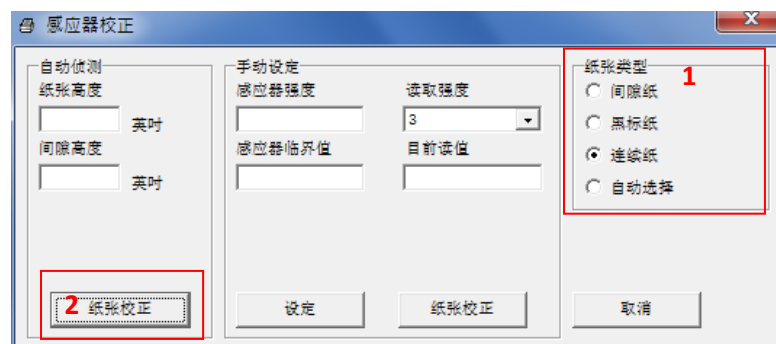 感应器校正
自动侦测
纸张高度
英吋
间隙高度
英吋
2 纸张校正
手动设定
感应器强度
读取强度
3
感应器临界值
目前读值
设定
纸张校正
纸张类型 1
间隙纸
黑标纸
连续纸
自动选择
取消